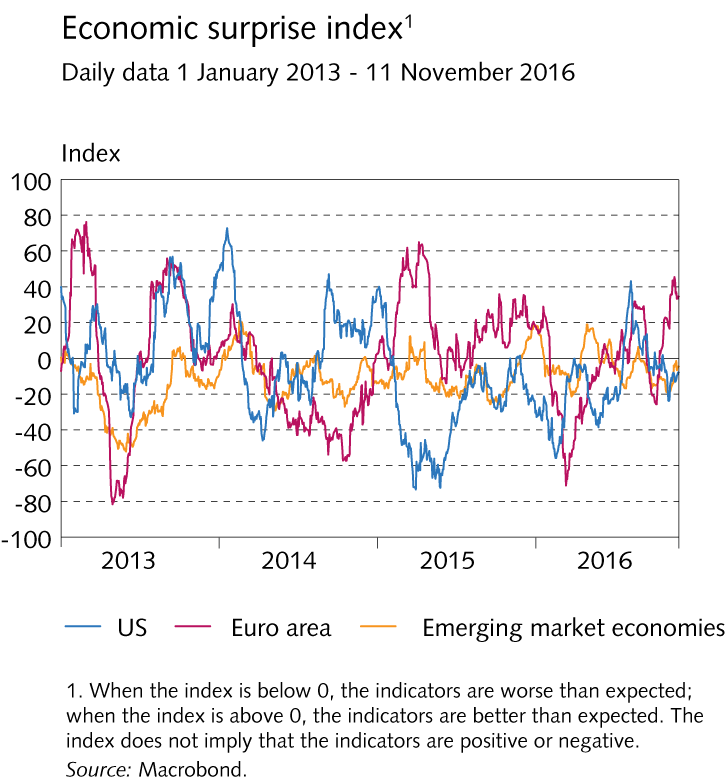 Economic surprise index¹
Daily data 1 January 2013 - 11 November 2016
Index
100
80
60
40
20
0
-20
-40
-60
-80
-100
2013 2014 2015 2016
US Euro area Emerging market economies
1. When the index is below 0, the indicators are worse than expected;
when the index is above 0, the indicators are better than expected. The
index does not imply that the indicators are positive or negative.
Source: Macrobond.